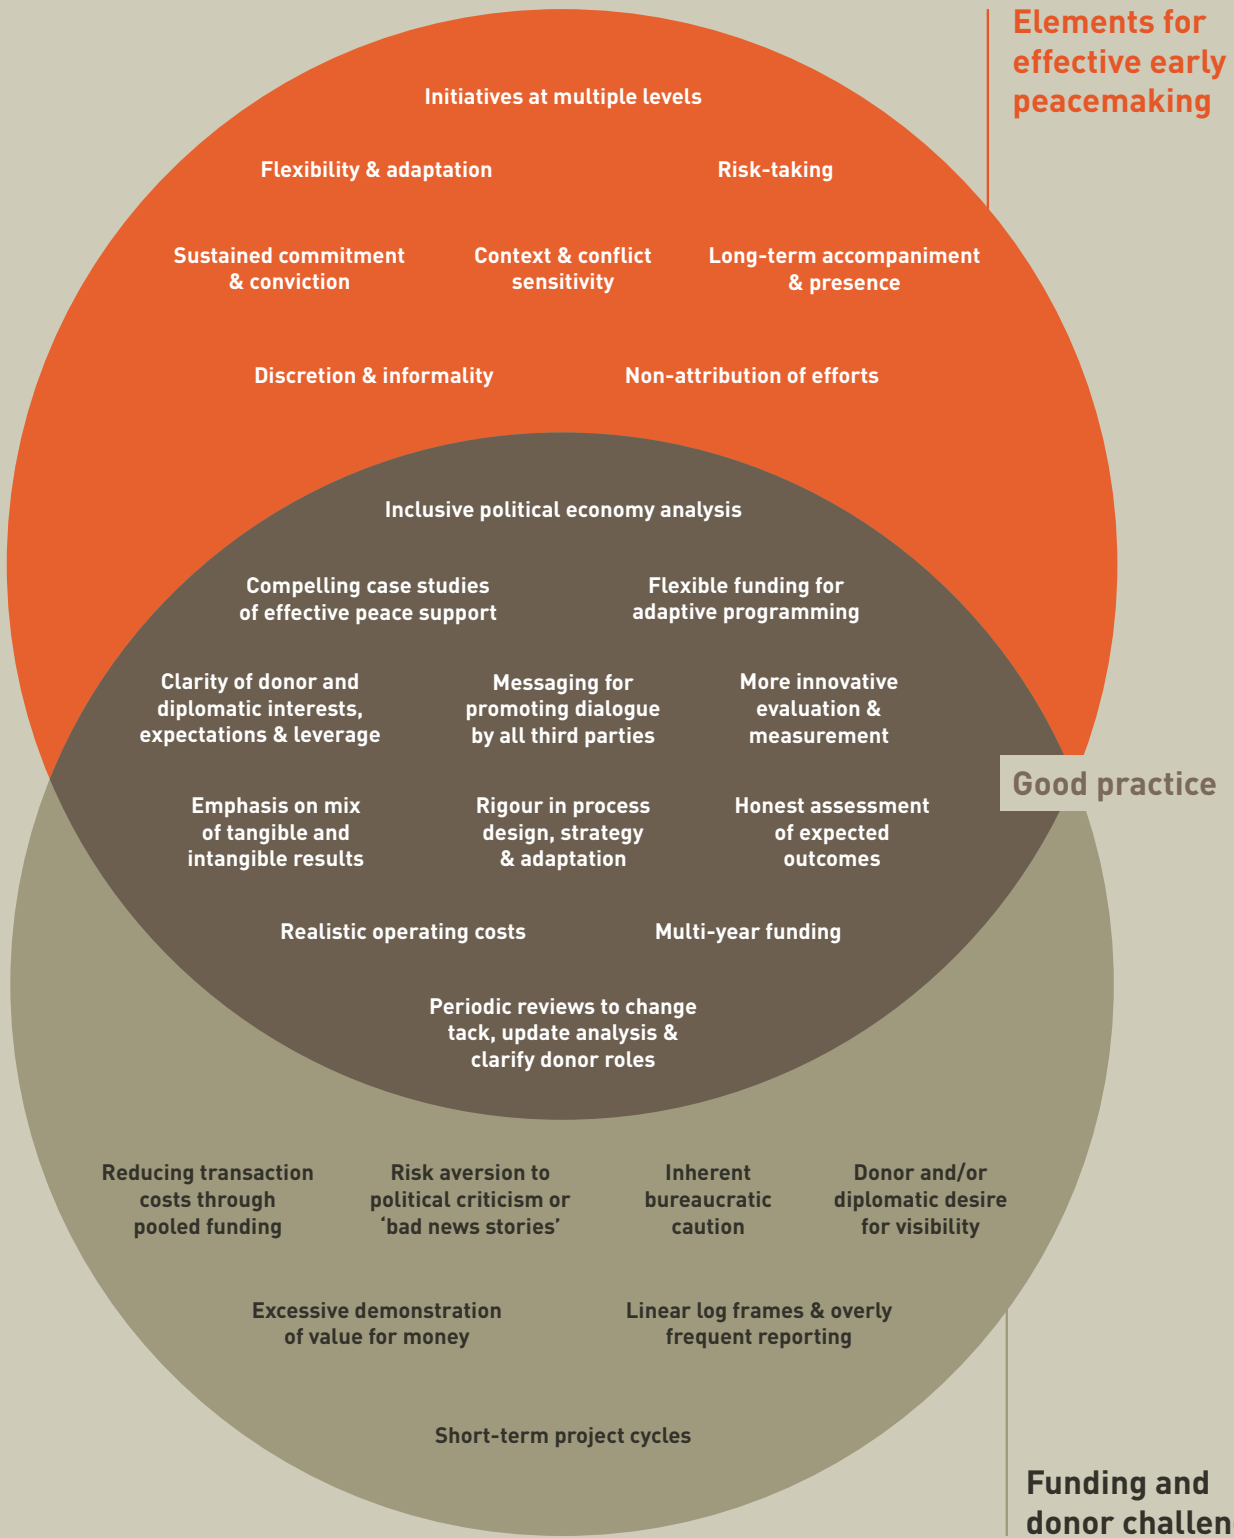 Elements for
effective early
peacemaking
Initiatives at multiple levels
Flexibility & adaptation
Risk-taking
Sustained commitment
& conviction
Context & conflict
sensitivity
Long-term accompaniment
& presence
Discretion & informality
Non-attribution of efforts
Inclusive political economy analysis
Compelling case studies
of effective peace support
Flexible funding for
adaptive programming
Clarity of donor and
diplomatic interests,
expectations & leverage
Messaging for
promoting dialogue
by all third parties
More innovative
evaluation &
measurement
Good practice
Emphasis on mix
of tangible and
intangible results
Rigour in process
design, strategy
& adaptation
Honest assessment
of expected
outcomes
Realistic operating costs
Multi-year funding
Periodic reviews to change
tack, update analysis &
clarify donor roles
Reducing transaction
costs through
pooled funding
Risk aversion to
political criticism or
‘bad news stories’
Inherent
bureaucratic
caution
Donor and/or
diplomatic desire
for visibility
Excessive demonstration
of value for money
Linear log frames & overly
frequent reporting
Short-term project cycles
Funding and
donor